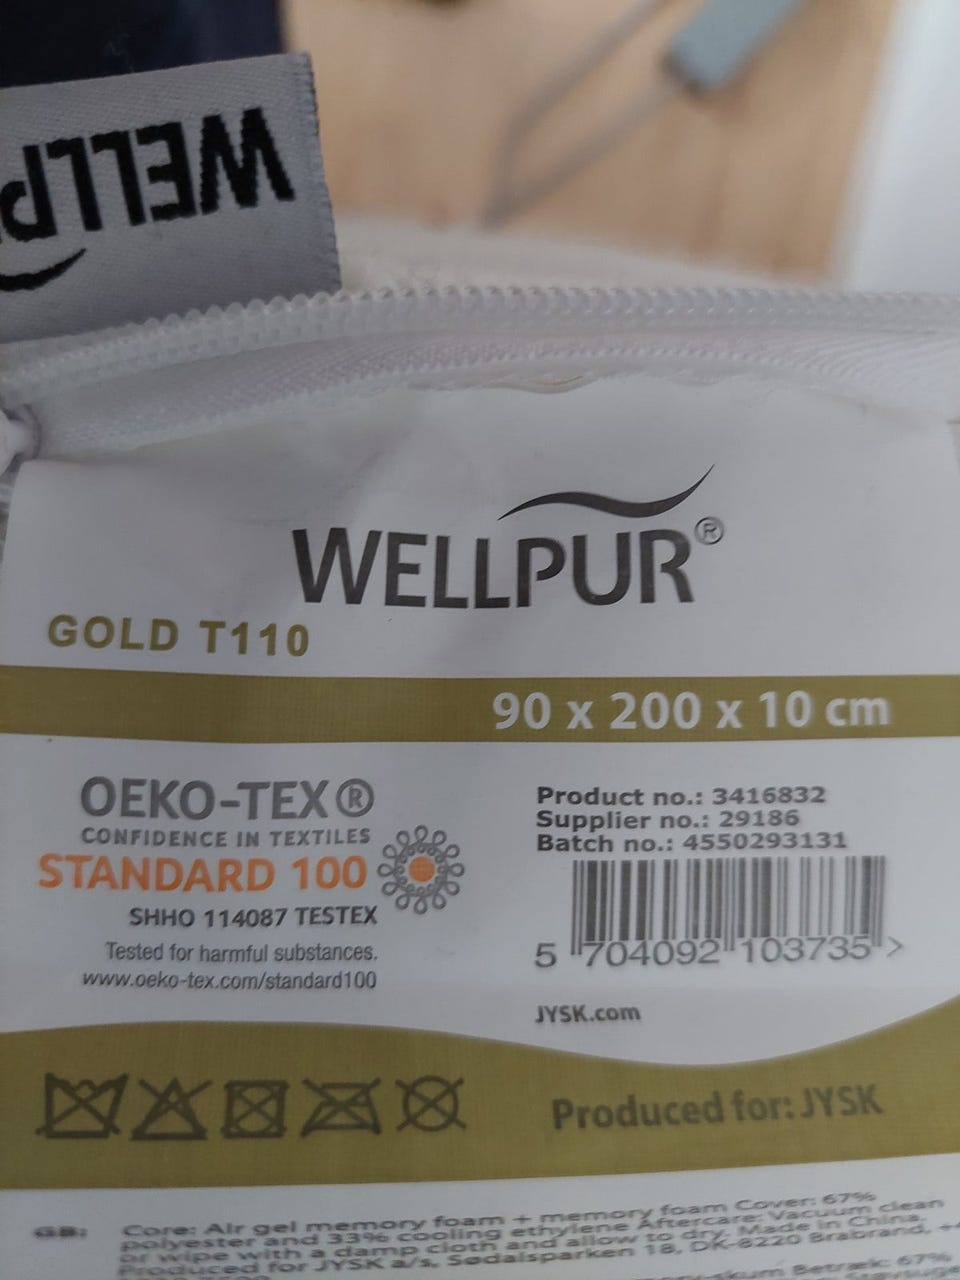 WELLP
WELLPUR®
GOLD T110
90 x 200 x 10 cm
OEKO-TEX®
CONFIDENCE IN TEXTILES
STANDARD 100
SHHO 114087 TESTEX
Tested for harmful substances.
www.oeko-tex.com/standard100
Product no.: 3416832
Supplier no.: 29186
Batch no.: 4550293131
5 704092 103735 >
JYSK.com
Produced for: JYSK
GB: Core: Air gel memory foam + memory foam Cover: 67%
polyester and 33% cooling ethylene Aftercare: Vacuum clean
or wipe with a damp cloth and allow to dry. Made in China.
Produced for JYSK a/s, Sødalsparken 18, DK-8220 Brabrand,
Betræk: 67%